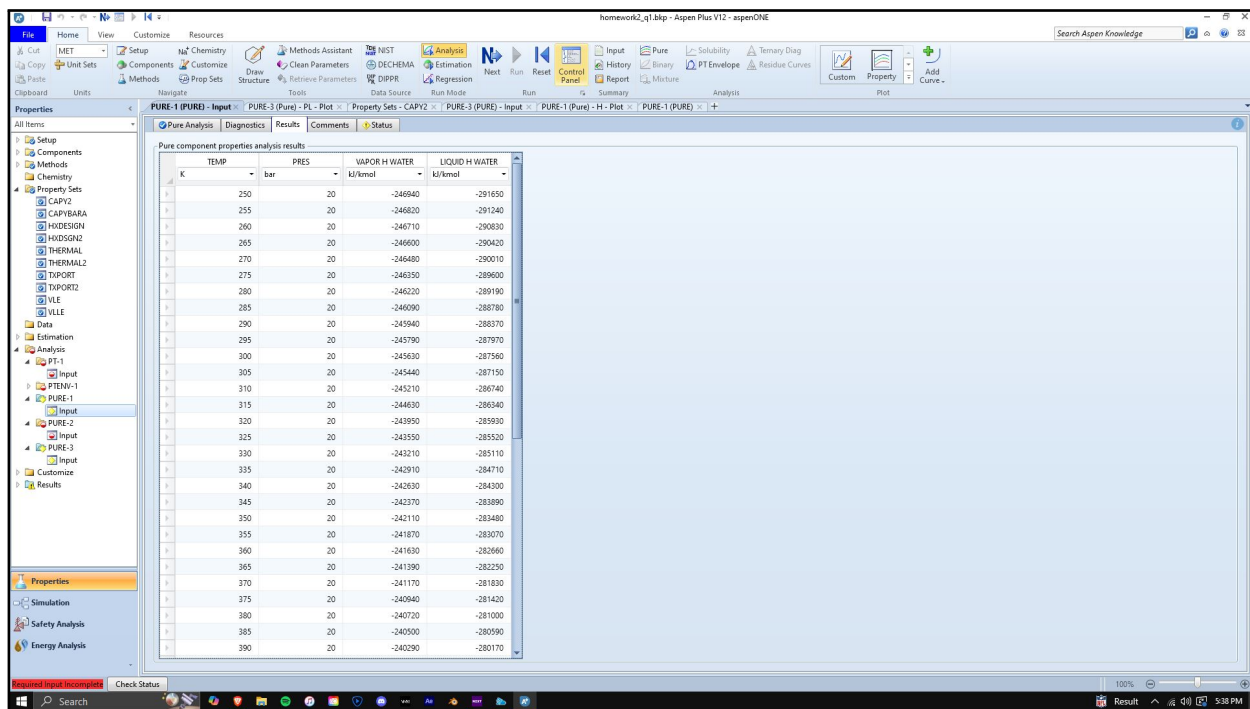 homework2_q1.bkp - Aspen Plus V12 - aspenONE
File Home View Customize Resources Search Aspen Knowledge
Cut MET Setup Chemistry Methods Assistant NIST Analysis Input Pure Solubility Ternary Diag
Copy Unit Sets Components Customize Clean Parameters DECHEMA Estimation History Binary PT Envelope Residue Curves
Paste Methods Prop Sets Draw Structure Retrieve Parameters DIPPR Regression Next Run Reset Control Panel Report Mixture Custom Property Add Curve
Clipboard Units Navigate Tools Data Source Run Mode Run Summary Analysis Plot
Properties
PURE-1 (PURE) - Input PURE-3 (Pure) - PL - Plot Property Sets - CAPY2 PURE-3 (PURE) - Input PURE-1 (Pure) - H - Plot PURE-1 (PURE) +
All Items
Setup
Components
Methods
Chemistry
Property Sets
CAPY2
CAPYBARA
HXDESIGN
HXDSGN2
THERMAL
THERMAL2
TXPORT
TXPORT2
VLE
VLLE
Data
Estimation
Analysis
PT-1
Input
PTENV-1
PURE-1
Input
PURE-2
Input
PURE-3
Input
Customize
Results
Properties
Simulation
Safety Analysis
Energy Analysis
Pure Analysis Diagnostics Results Comments Status
Pure component properties analysis results
TEMP PRES VAPOR H WATER LIQUID H WATER
K bar kJ/kmol kJ/kmol
250 20 -246940 -291650
255 20 -246820 -291240
260 20 -246710 -290830
265 20 -246600 -290420
270 20 -246480 -290010
275 20 -246350 -289600
280 20 -246220 -289190
285 20 -246090 -288780
290 20 -245940 -288370
295 20 -245790 -287970
300 20 -245630 -287560
305 20 -245440 -287150
310 20 -245210 -286740
315 20 -244630 -286340
320 20 -243950 -285930
325 20 -243550 -285520
330 20 -243210 -285110
335 20 -242910 -284710
340 20 -242630 -284300
345 20 -242370 -283890
350 20 -242110 -283480
355 20 -241870 -283070
360 20 -241630 -282660
365 20 -241390 -282250
370 20 -241170 -281830
375 20 -240940 -281420
380 20 -240720 -281000
385 20 -240500 -280590
390 20 -240290 -280170
Required Input Incomplete Check Status 100%
Search Result 5:38 PM